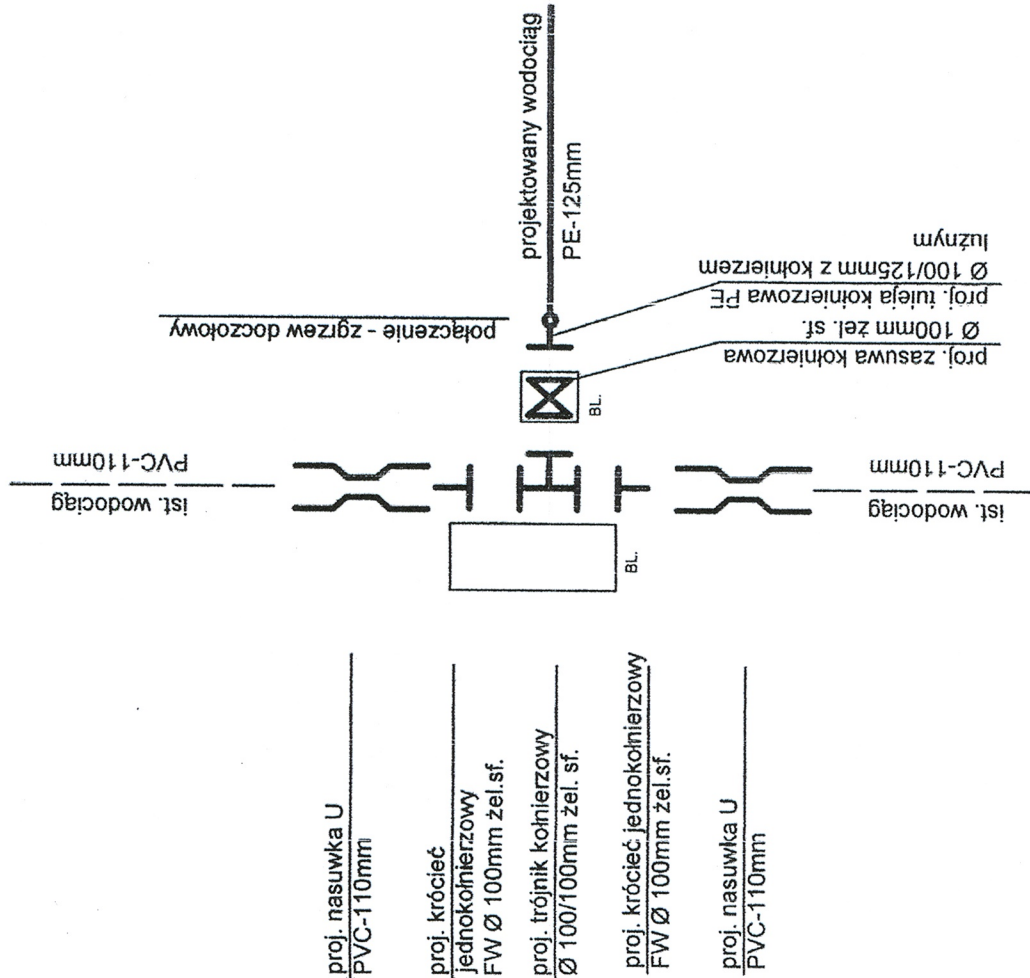 projektowany wodociąg
PE-125mm
połączenie - zgrzew doczołowy
proj. tuleja kołnierzowa PE
Ø 100/125mm z kołnierzem
luźnym
proj. zasuwa kołnierzowa
Ø 100mm żel. sf.
BL.
ist. wodociąg
PVC-110mm
ist. wodociąg
PVC-110mm
BL.
proj. nasuwka U
PVC-110mm
proj. króciec
jednokołnierzowy
FW Ø 100mm żel.sf.
proj. trójnik kołnierzowy
Ø 100/100mm żel. sf.
proj. króciec jednokołnierzowy
FW Ø 100mm żel.sf.
proj. nasuwka U
PVC-110mm